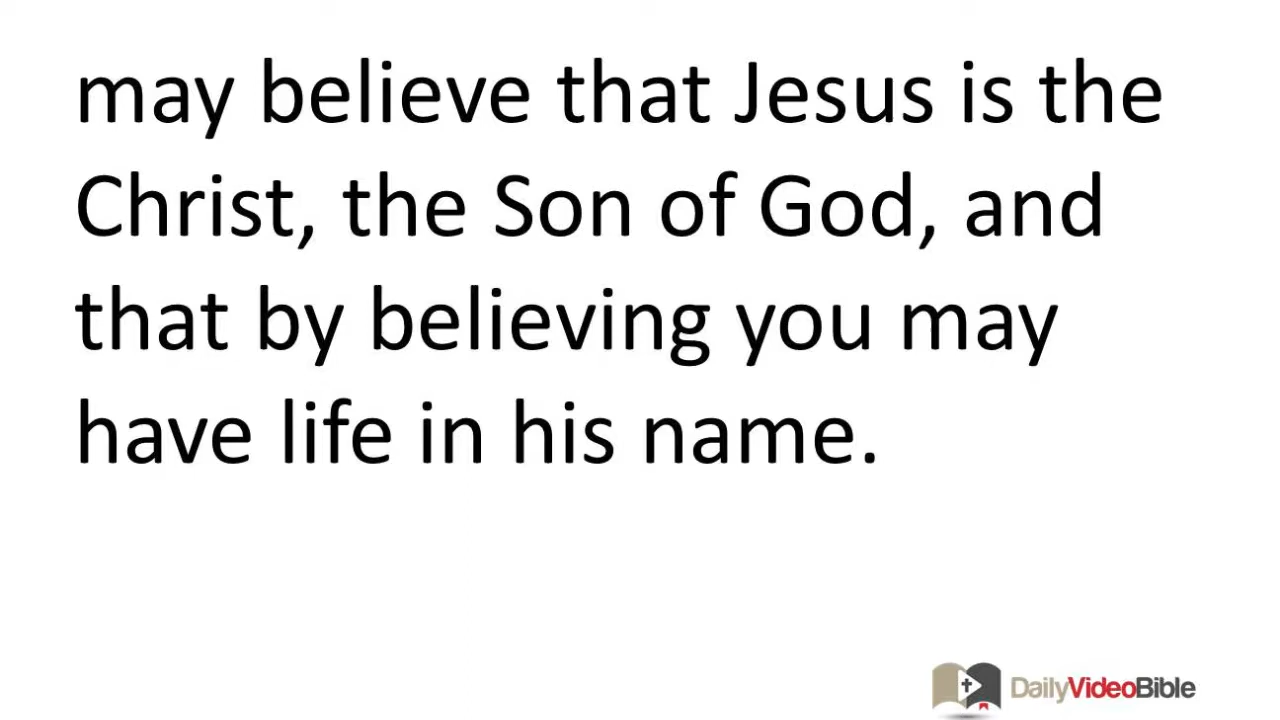 may believe that Jesus is the
Christ, the Son of God, and
that by believing you may
have life in his name.
DailyVideoBible